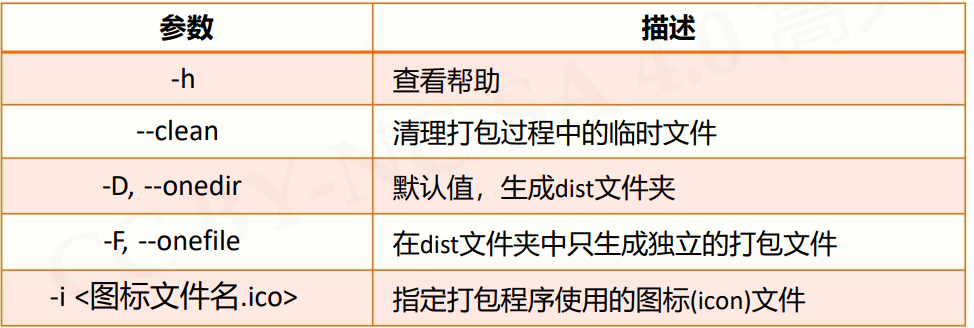 参数 描述
-h 查看帮助
--clean 清理打包过程中的临时文件
-D, --onedir 默认值，生成dist文件夹
-F, --onefile 在dist文件夹中只生成独立的打包文件
-i <图标文件名.ico> 指定打包程序使用的图标(icon)文件
CC BY-NC-SA 4.0